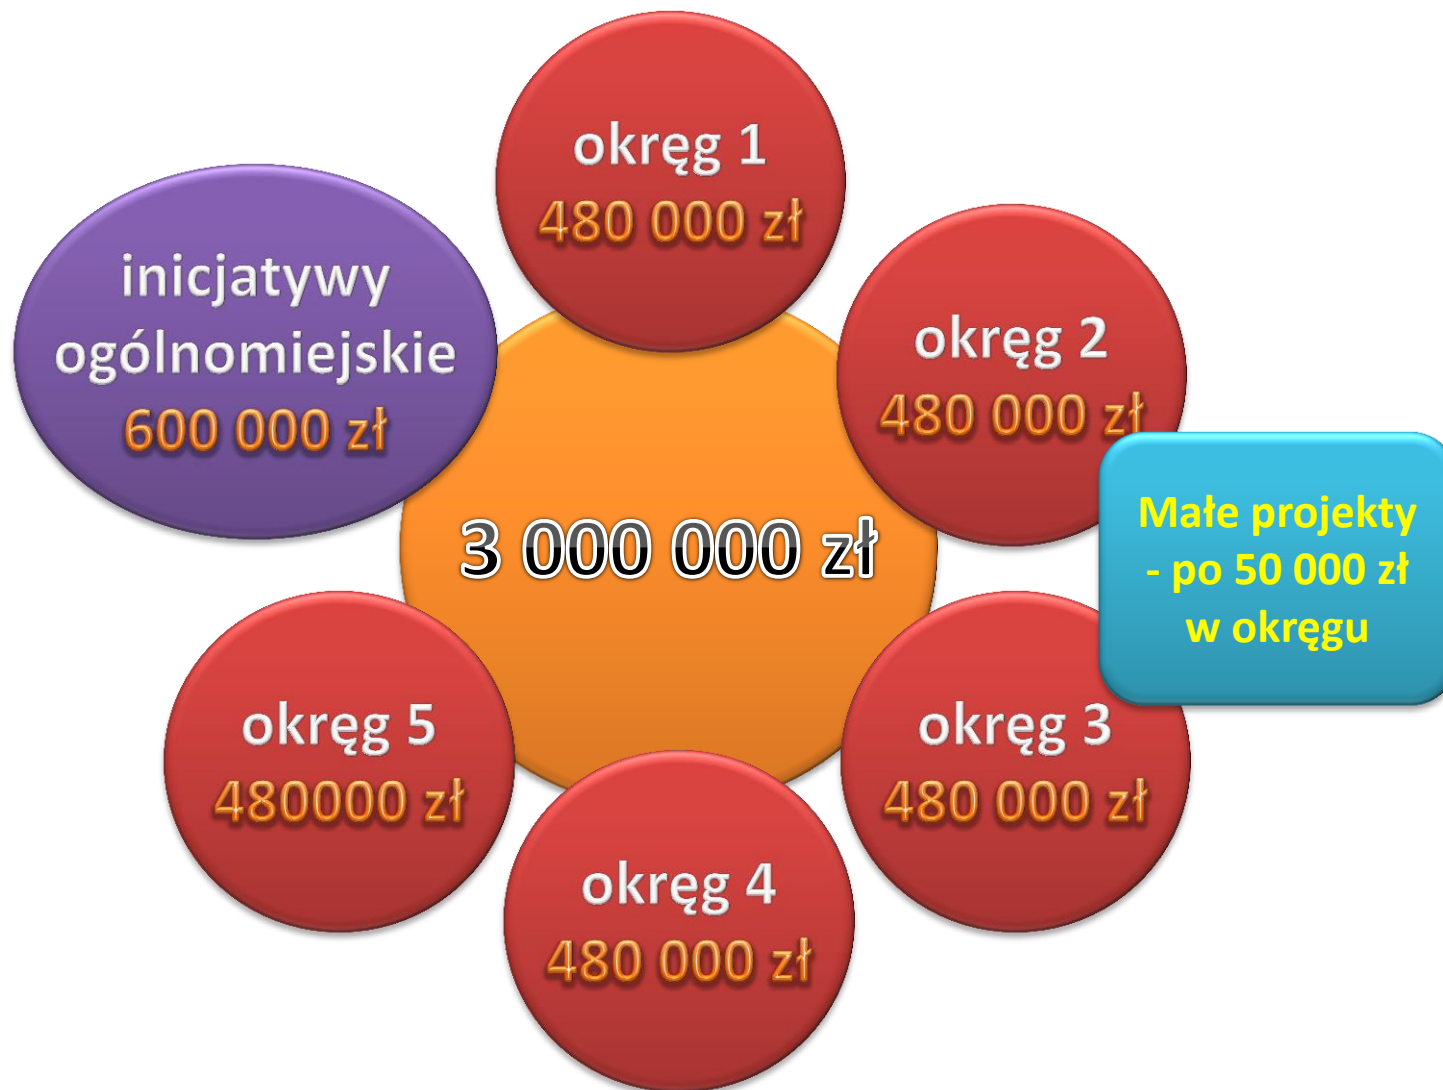 okręg 1
480 000 zł
inicjatywy
ogólnomiejskie
600 000 zł
okręg 2
480 000 zł
3 000 000 zł
Małe projekty
- po 50 000 zł
w okręgu
okręg 5
480000 zł
okręg 3
480 000 zł
okręg 4
480 000 zł